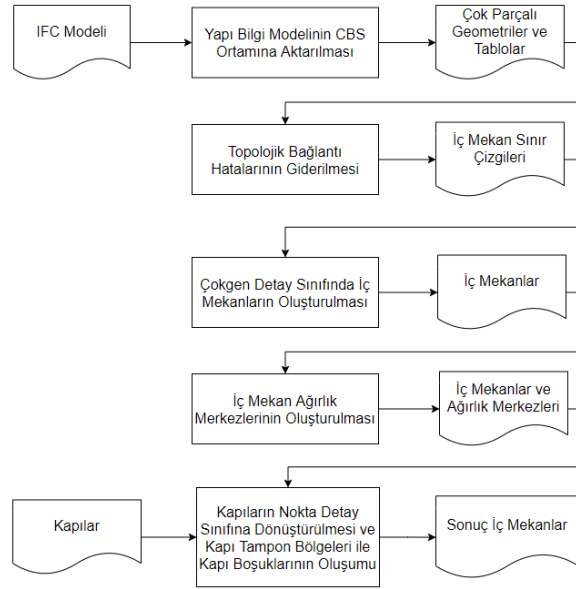 IFC Modeli
Yapı Bilgi Modelinin CBS
Ortamına Aktarılması
Çok Parçalı
Geometriler ve
Tablolar
Topolojik Bağlantı
Hatalarının Giderilmesi
İç Mekan Sınır
Çizgileri
Çokgen Detay Sınıfında İç
Mekanların Oluşturulması
İç Mekanlar
İç Mekan Ağırlık
Merkezlerinin Oluşturulması
İç Mekanlar ve
Ağırlık Merkezleri
Kapılar
Kapıların Nokta Detay
Sınıfına Dönüştürülmesi ve
Kapı Tampon Bölgeleri ile
Kapı Boşuklarının Oluşumu
Sonuç İç Mekanlar